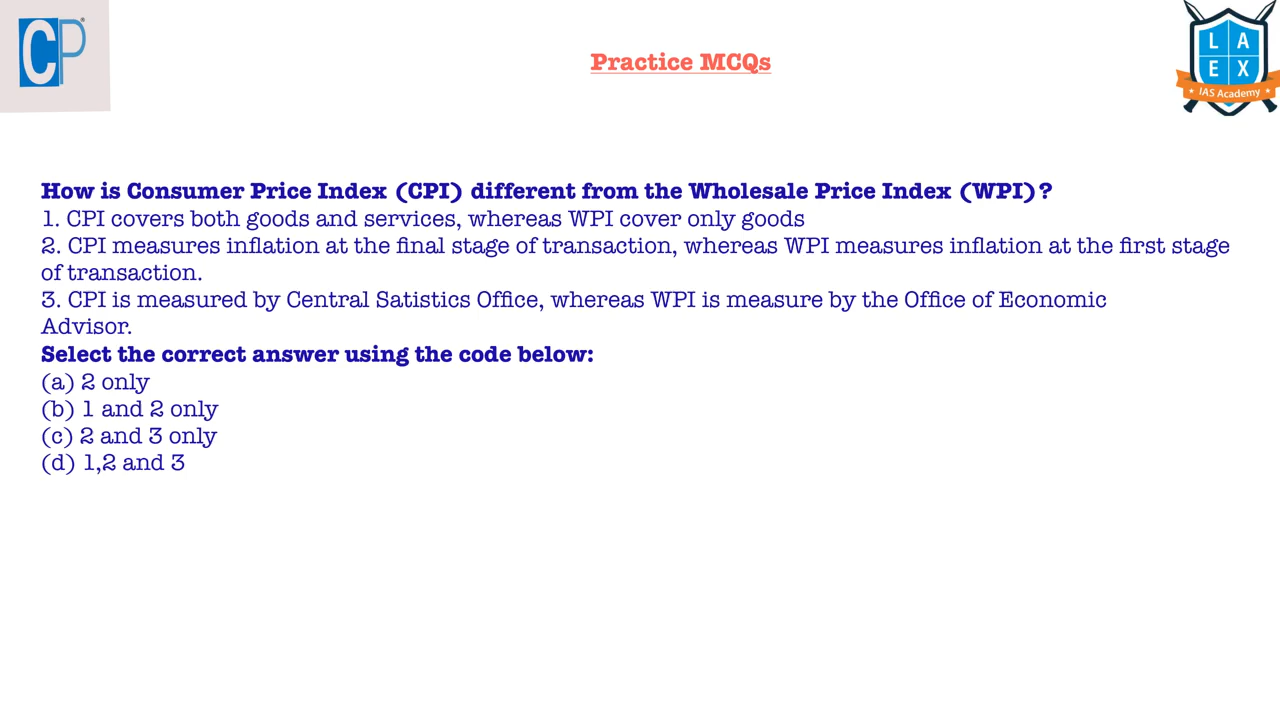 CP
Practice MCQs
L A
E X
IAS Academy
How is Consumer Price Index (CPI) different from the Wholesale Price Index (WPI)?
1. CPI covers both goods and services, whereas WPI cover only goods
2. CPI measures inflation at the final stage of transaction, whereas WPI measures inflation at the first stage
of transaction.
3. CPI is measured by Central Satistics Office, whereas WPI is measure by the Office of Economic
Advisor.
Select the correct answer using the code below:
(a) 2 only
(b) 1 and 2 only
(c) 2 and 3 only
(d) 1,2 and 3